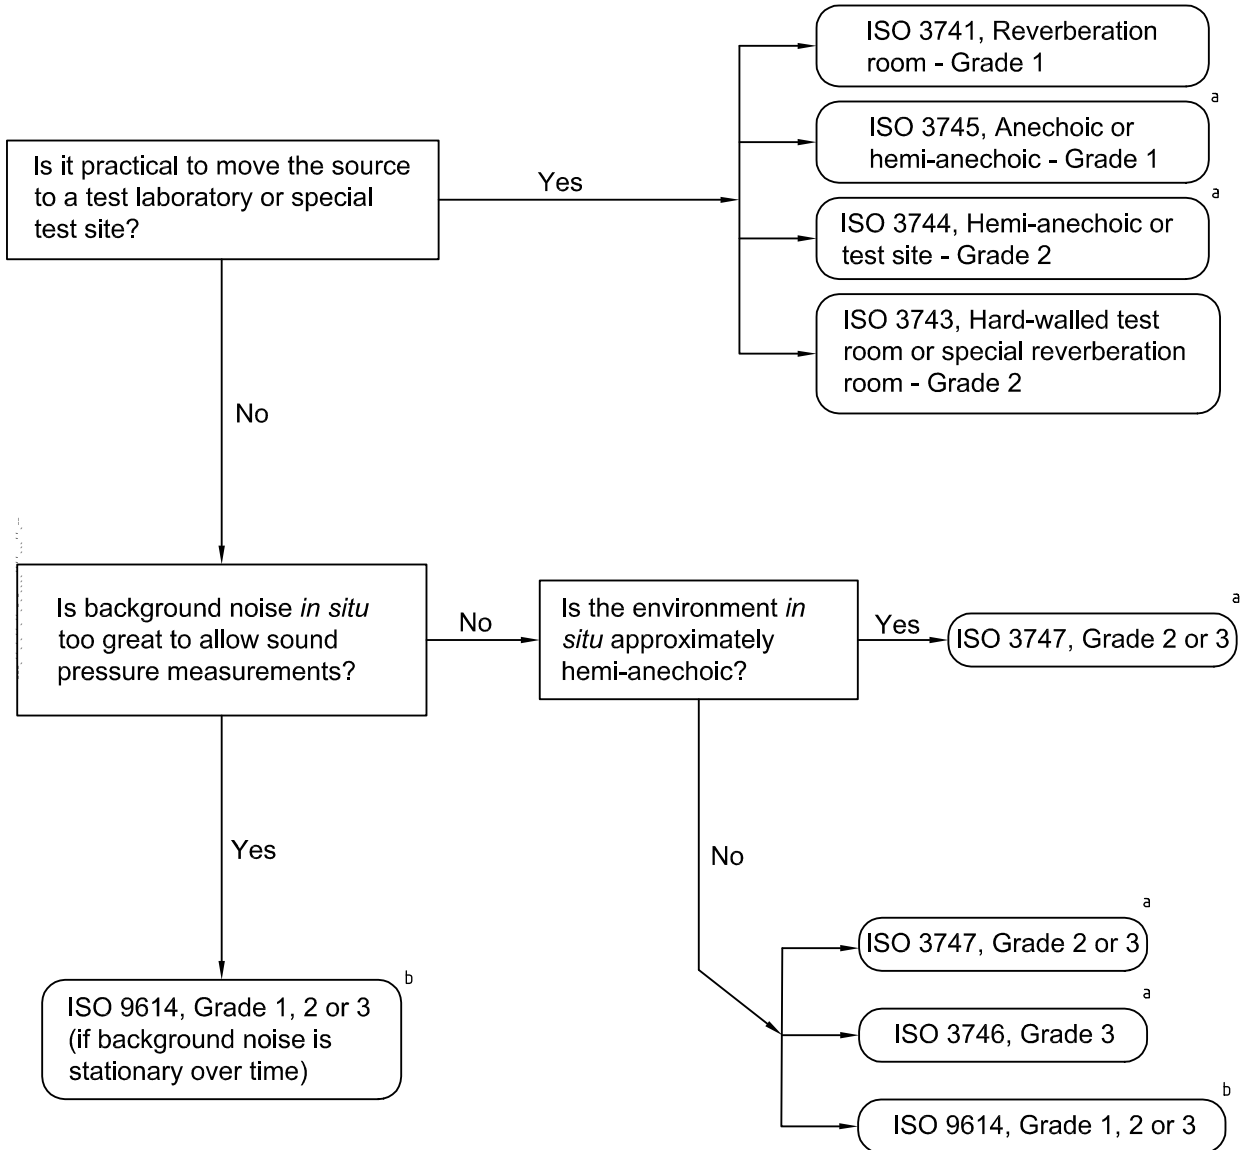 ISO 3741, Reverberation
room - Grade 1
a
ISO 3745, Anechoic or
hemi-anechoic - Grade 1
Is it practical to move the source
to a test laboratory or special
test site?
Yes
a
ISO 3744, Hemi-anechoic or
test site - Grade 2
ISO 3743, Hard-walled test
room or special reverberation
room - Grade 2
No
Is background noise in situ
too great to allow sound
pressure measurements?
No
Is the environment in
situ approximately
hemi-anechoic?
Yes
a
ISO 3747, Grade 2 or 3
Yes
No
a
ISO 3747, Grade 2 or 3
a
ISO 3746, Grade 3
b
ISO 9614, Grade 1, 2 or 3
b
ISO 9614, Grade 1, 2 or 3
(if background noise is
stationary over time)